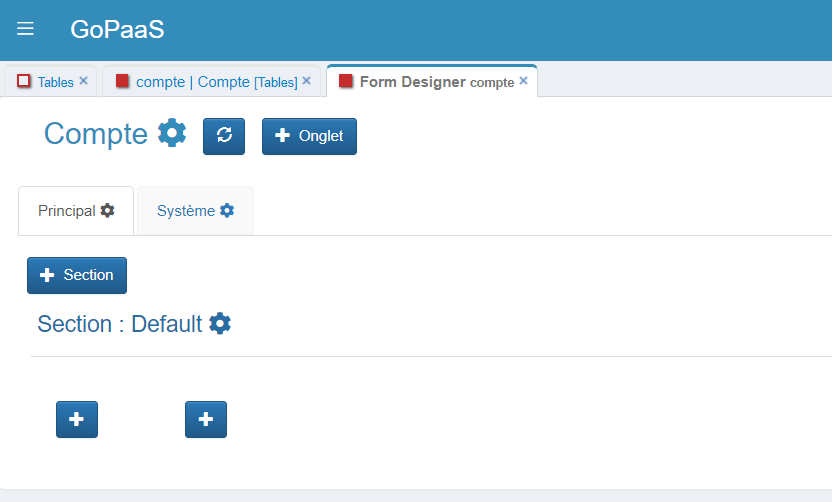 GoPaaS
Tables × compte | Compte [Tables] × Form Designer compte ×
Compte Onglet
Principal Système
Section
Section : Default